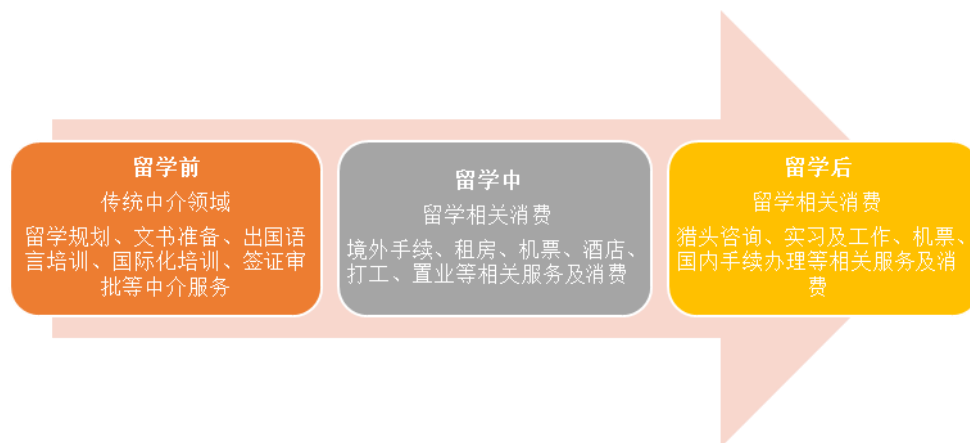 留学前
传统中介领域
留学规划、文书准备、出国语
言培训、国际化培训、签证审
批等中介服务
留学中
留学相关消费
境外手续、租房、机票、酒店、
打工、置业等相关服务及消费
留学后
留学相关消费
猎头咨询、实习及工作、机票、
国内手续办理等相关服务及消
费